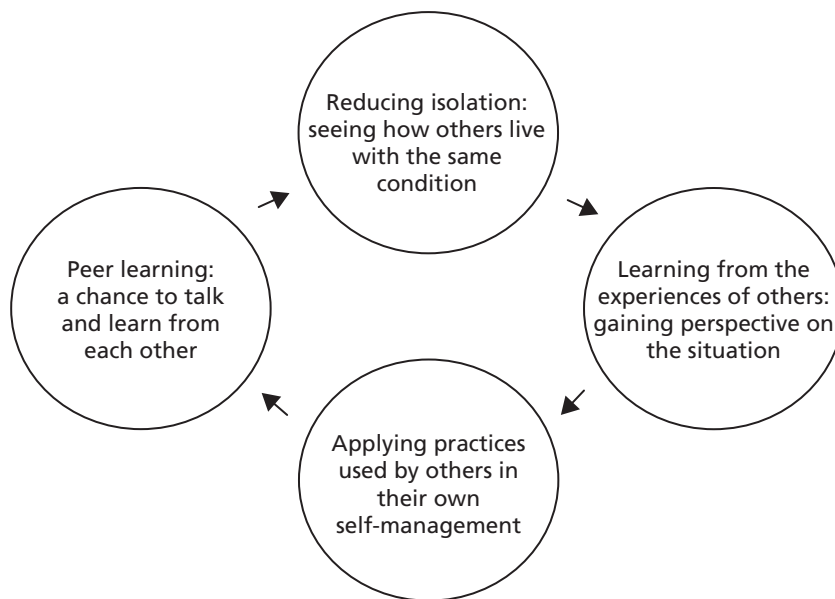 Reducing isolation:
seeing how others live
with the same
condition
Peer learning:
a chance to talk
and learn from
each other
Learning from the
experiences of others:
gaining perspective on
the situation
Applying practices
used by others in
their own
self-management